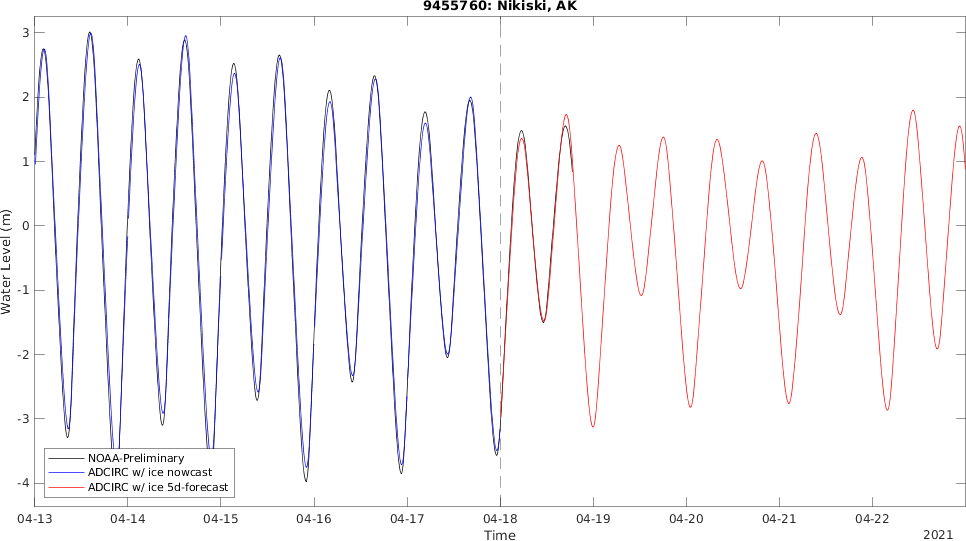 9455760: Nikiski, AK
3
2
1
0
-1
-2
-3
-4
Water Level (m)
NOAA-Preliminary
ADCIRC w/ ice nowcast
ADCIRC w/ ice 5d-forecast
04-13 04-14 04-15 04-16 04-17 04-18 04-19 04-20 04-21 04-22
Time
2021